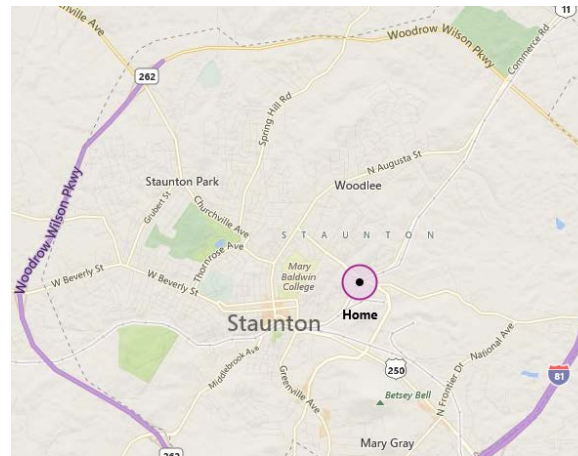 11
Woodrow Wilson Pkwy
Commerce Rd
262
Spring Hill Rd
N Augusta St
Staunton Park
Woodlee
Grubert St
Churchville Ave
STAUNTON
Woodrow Wilson Pkwy
Thornrose Ave
W Beverly St
W Beverly St
Mary
Baldwin
College
Home
Staunton
Middlebrook Ave
Greenville Ave
250
National Ave
N Frontier Dr
81
Betsey Bell
Mary Gray
262